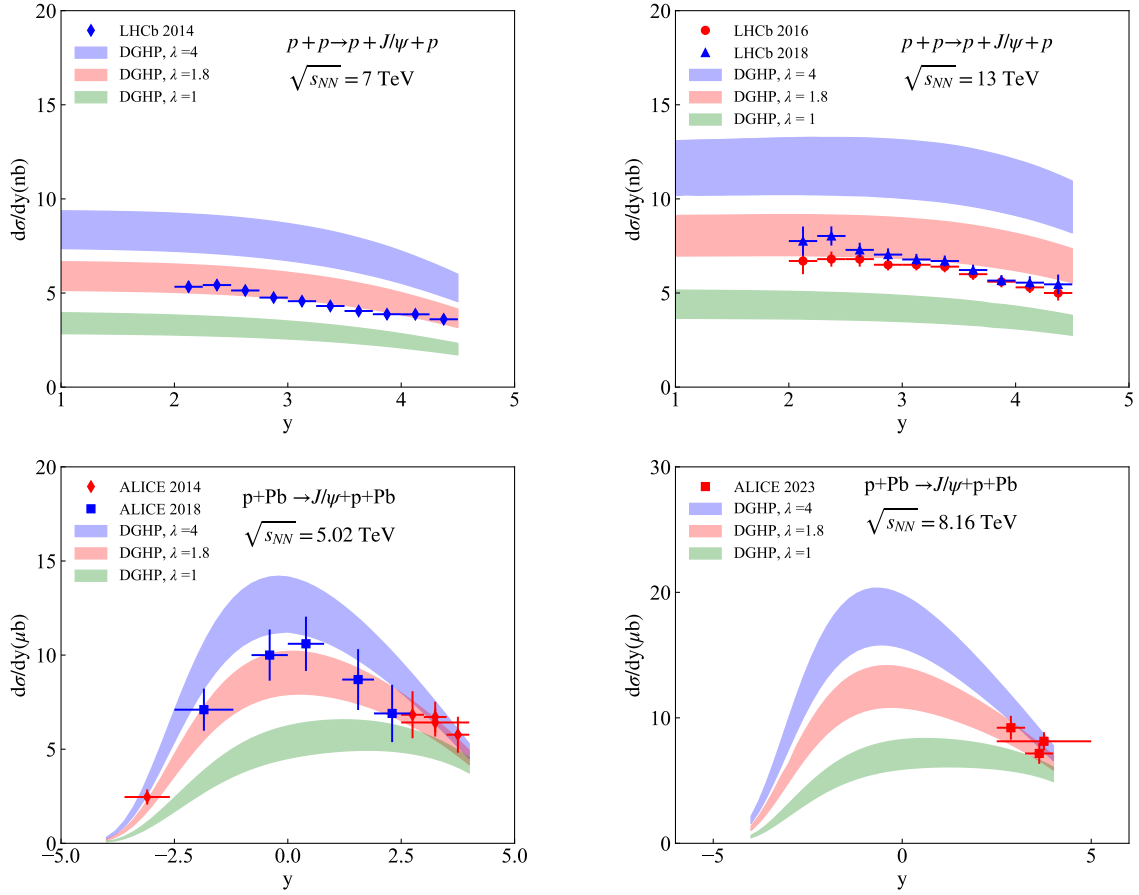 20
15
10
5
0
dσ/dy(nb)
LHCb 2014
DGHP, λ =4
DGHP, λ =1.8
DGHP, λ =1
p + p → p + J/ψ + p
√s_NN = 7 TeV
1 2 3 4 5
y
20
15
10
5
0
dσ/dy(nb)
LHCb 2016
LHCb 2018
DGHP, λ = 4
DGHP, λ = 1.8
DGHP, λ = 1
p + p → p + J/ψ + p
√s_NN = 13 TeV
1 2 3 4 5
y
20
15
10
5
0
dσ/dy(μb)
ALICE 2014
ALICE 2018
DGHP, λ =4
DGHP, λ =1.8
DGHP, λ =1
p+Pb → J/ψ+p+Pb
√s_NN = 5.02 TeV
−5.0 −2.5 0.0 2.5 5.0
y
30
20
10
0
dσ/dy(μb)
ALICE 2023
DGHP, λ =4
DGHP, λ =1.8
DGHP, λ =1
p+Pb → J/ψ+p+Pb
√s_NN = 8.16 TeV
−5 0 5
y